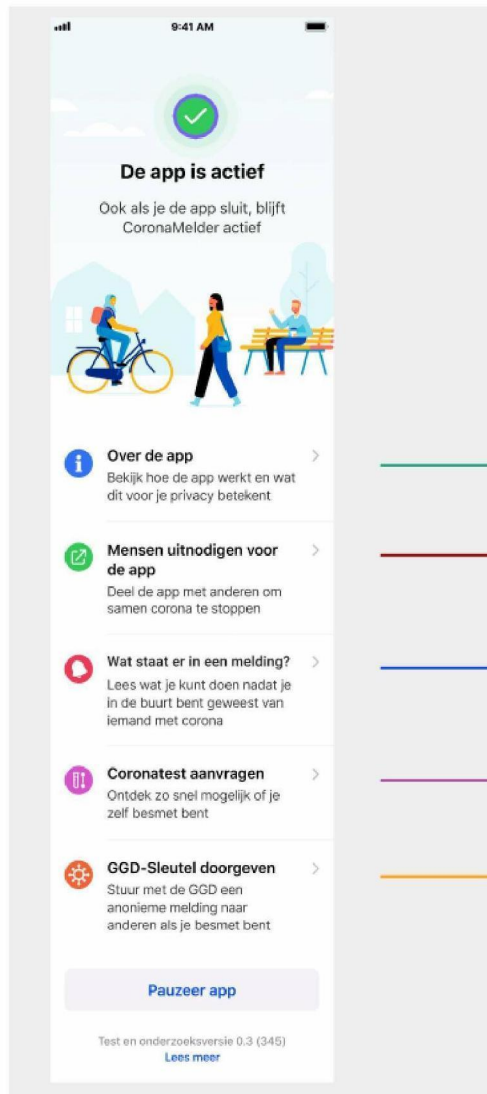 9:41 AM
De app is actief
Ook als je de app sluit, blijft
CoronaMelder actief
Over de app
Bekijk hoe de app werkt en wat
dit voor je privacy betekent
Mensen uitnodigen voor
de app
Deel de app met anderen om
samen corona te stoppen
Wat staat er in een melding?
Lees wat je kunt doen nadat je
in de buurt bent geweest van
iemand met corona
Coronatest aanvragen
Ontdek zo snel mogelijk of je
zelf besmet bent
GGD-Sleutel doorgeven
Stuur met de GGD een
anonieme melding naar
anderen als je besmet bent
Pauzeer app
Test en onderzoeksversie 0.3 (345)
Lees meer